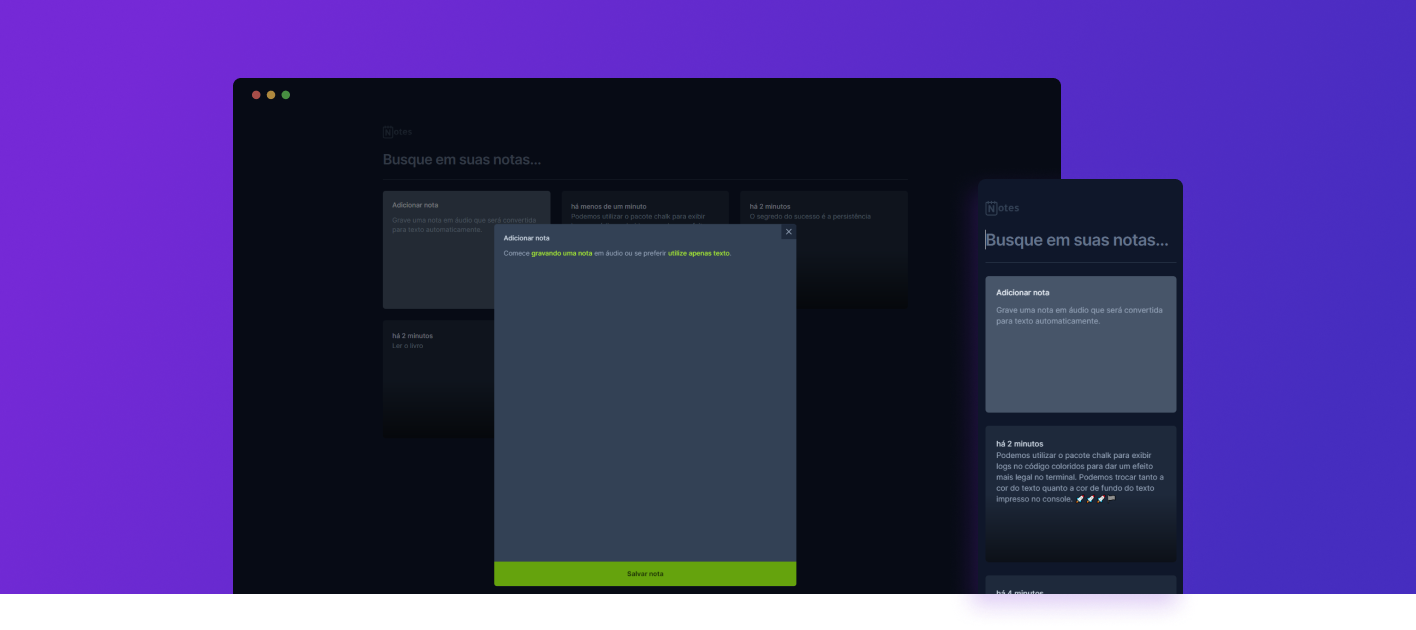 Notes
Busque em suas notas...
Adicionar nota
Grave uma nota em áudio que será convertida
para texto automaticamente.
há menos de um minuto
Podemos utilizar o pacote chalk para exibir
há 2 minutos
O segredo do sucesso é a persistência
há 2 minutos
Ler o livro
Adicionar nota
Comece gravando uma nota em áudio ou se preferir utilize apenas texto.
Salvar nota
Notes
Busque em suas notas...
Adicionar nota
Grave uma nota em áudio que será convertida
para texto automaticamente.
há 2 minutos
Podemos utilizar o pacote chalk para exibir
logs no código coloridos para dar um efeito
mais legal no terminal. Podemos trocar tanto a
cor do texto quanto a cor de fundo do texto
impresso no console. 🚀 🚀 🚀 🏁
há 4 minutos